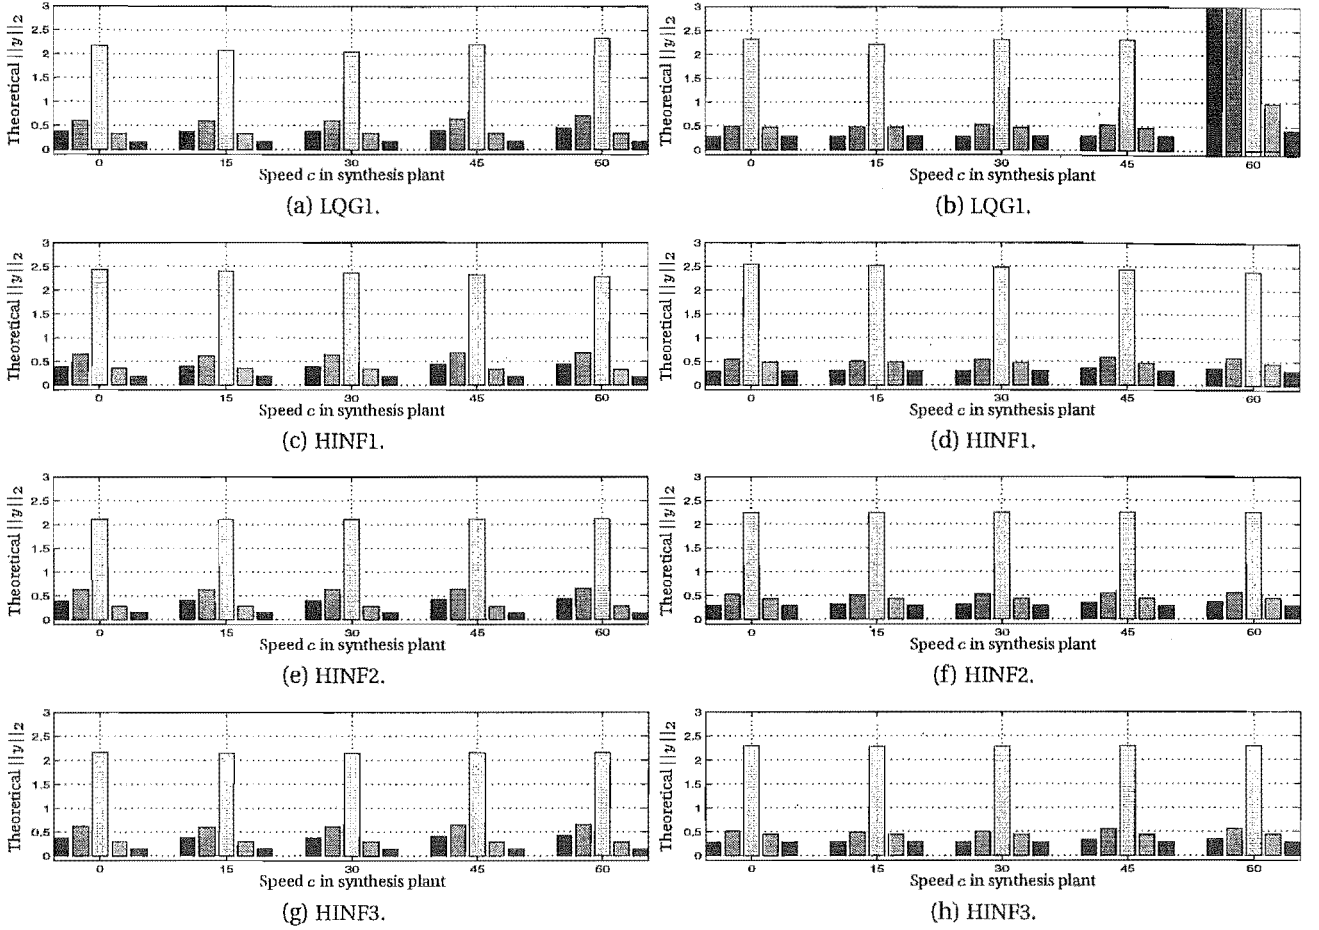 Theoretical ||y||2
3
2.5
2
1.5
1
0.5
0
0 15 30 45 60
Speed c in synthesis plant
(a) LQG1.
Theoretical ||y||2
3
2.5
2
1.5
1
0.5
0
0 15 30 45 60
Speed c in synthesis plant
(b) LQG1.
Theoretical ||y||2
3
2.5
2
1.5
1
0.5
0
0 15 30 45 60
Speed c in synthesis plant
(c) HINF1.
Theoretical ||y||2
3
2.5
2
1.5
1
0.5
0
0 15 30 45 60
Speed c in synthesis plant
(d) HINF1.
Theoretical ||y||2
3
2.5
2
1.5
1
0.5
0
0 15 30 45 60
Speed c in synthesis plant
(e) HINF2.
Theoretical ||y||2
3
2.5
2
1.5
1
0.5
0
0 15 30 45 60
Speed c in synthesis plant
(f) HINF2.
Theoretical ||y||2
3
2.5
2
1.5
1
0.5
0
0 15 30 45 60
Speed c in synthesis plant
(g) HINF3.
Theoretical ||y||2
3
2.5
2
1.5
1
0.5
0
0 15 30 45 60
Speed c in synthesis plant
(h) HINF3.